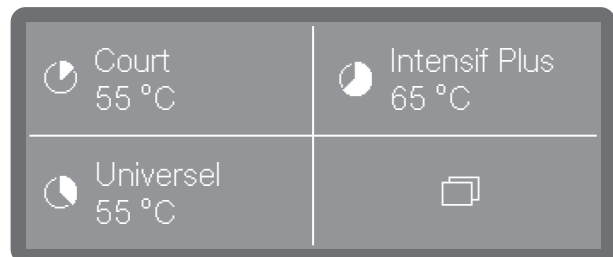 Court
55 °C
Intensif Plus
65 °C
Universel
55 °C